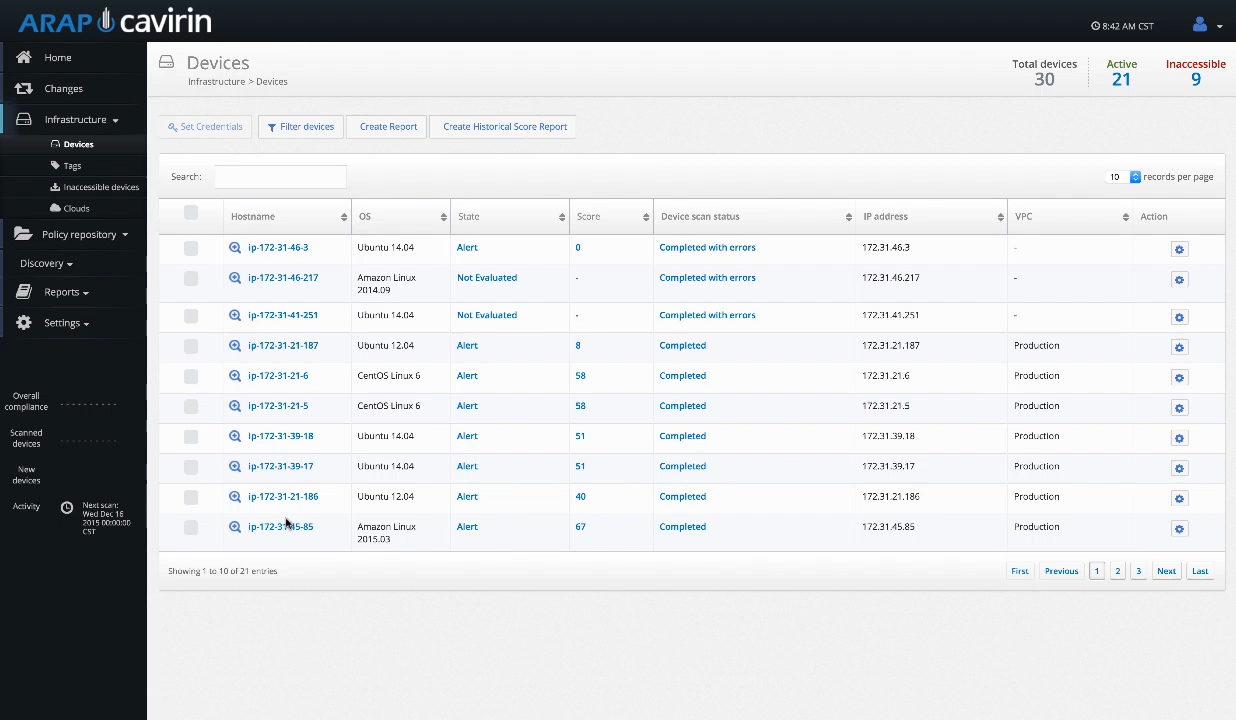 ARAP cavirin
8:42 AM CST
Home
Changes
Infrastructure
Devices
Tags
Inaccessible devices
Clouds
Policy repository
Discovery
Reports
Settings
Overall
compliance
Scanned
devices
New
devices
Activity
Next scan:
Wed Dec 16
2015 00:00:00
CST
Devices
Infrastructure > Devices
Total devices
30
Active
21
Inaccessible
9
Set Credentials
Filter devices
Create Report
Create Historical Score Report
Search:
10 records per page
Hostname OS State Score Device scan status IP address VPC Action
ip-172-31-46-3 Ubuntu 14.04 Alert 0 Completed with errors 172.31.46.3 -
ip-172-31-46-217 Amazon Linux Not Evaluated - Completed with errors 172.31.46.217 -
2014.09
ip-172-31-41-251 Ubuntu 14.04 Not Evaluated - Completed with errors 172.31.41.251 -
ip-172-31-21-187 Ubuntu 12.04 Alert 8 Completed 172.31.21.187 Production
ip-172-31-21-6 CentOS Linux 6 Alert 58 Completed 172.31.21.6 Production
ip-172-31-21-5 CentOS Linux 6 Alert 58 Completed 172.31.21.5 Production
ip-172-31-39-18 Ubuntu 14.04 Alert 51 Completed 172.31.39.18 Production
ip-172-31-39-17 Ubuntu 14.04 Alert 51 Completed 172.31.39.17 Production
ip-172-31-21-186 Ubuntu 12.04 Alert 40 Completed 172.31.21.186 Production
ip-172-31-45-85 Amazon Linux Alert 67 Completed 172.31.45.85 Production
2015.03
Showing 1 to 10 of 21 entries
First Previous 1 2 3 Next Last